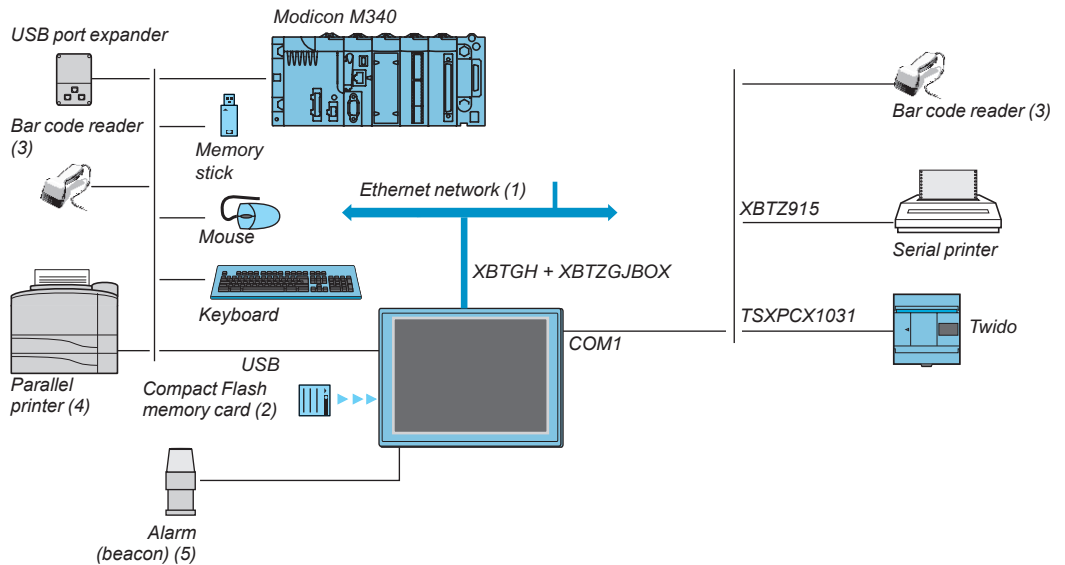 Modicon M340
USB port expander
Bar code reader
(3)
Memory
stick
Bar code reader (3)
Ethernet network (1)
XBTZ915
Mouse
Serial printer
XBTGH + XBTZGJBOX
Keyboard
TSXPCX1031
Twido
COM1
USB
Parallel
printer (4)
Compact Flash
memory card (2)
Alarm
(beacon) (5)